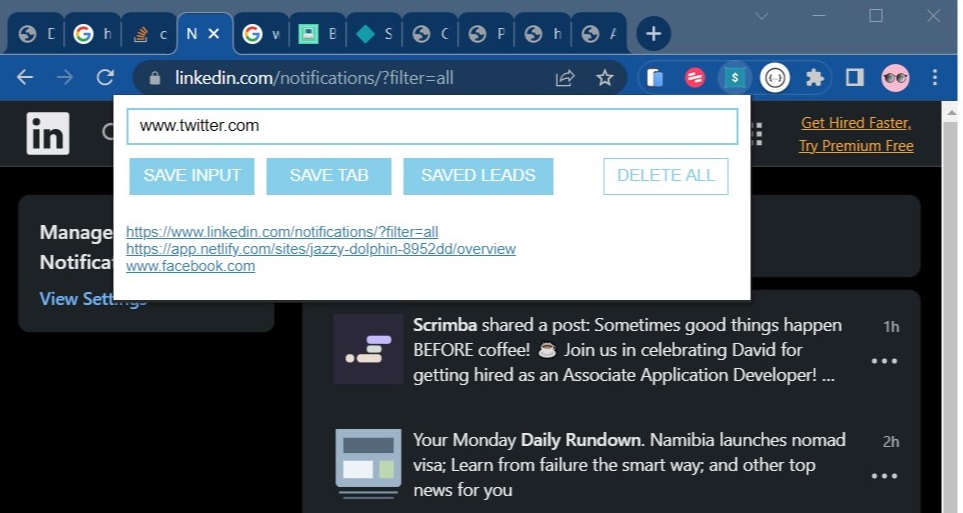 D
h
c
N
w
B
S
C
P
h
A
linkedin.com/notifications/?filter=all
in
www.twitter.com
SAVE INPUT
SAVE TAB
SAVED LEADS
DELETE ALL
Get Hired Faster,
Try Premium Free
https://www.linkedin.com/notifications/?filter=all
https://app.netlify.com/sites/jazzy-dolphin-8952dd/overview
www.facebook.com
Manage
View Settings
Scrimba shared a post: Sometimes good things happen
BEFORE coffee! ☕ Join us in celebrating David for
getting hired as an Associate Application Developer! ...
1h
Your Monday Daily Rundown. Namibia launches nomad
visa; Learn from failure the smart way; and other top
news for you
2h